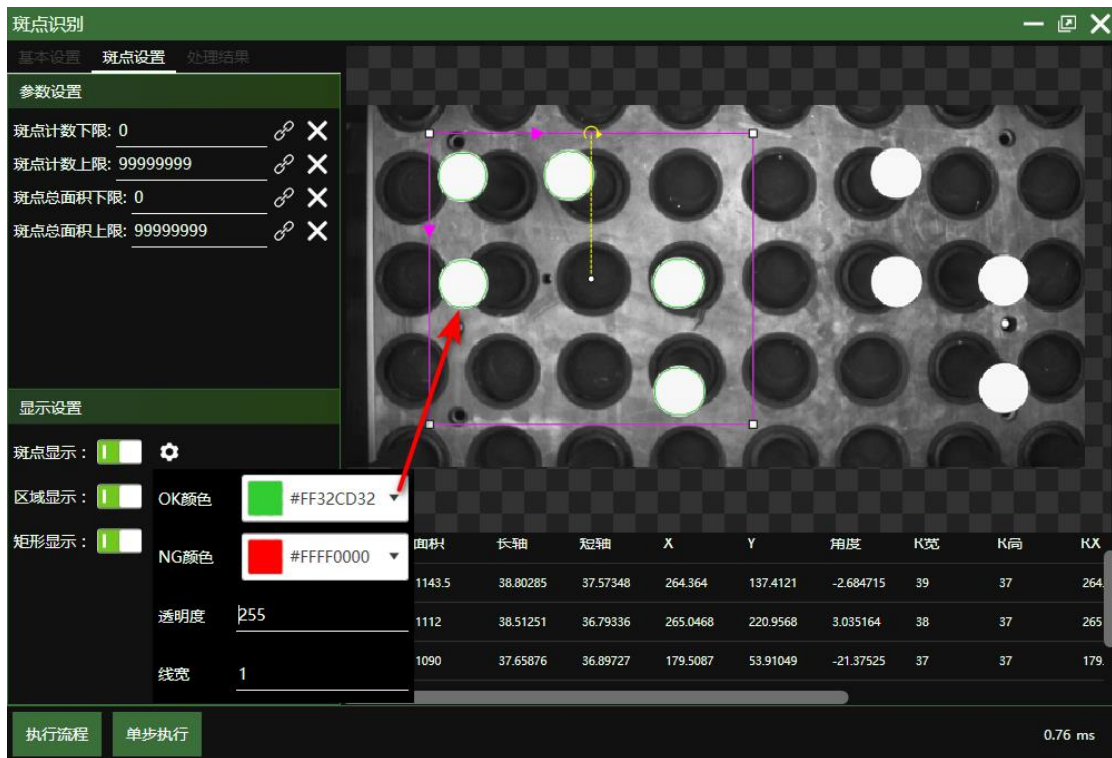 斑点识别
基本设置 斑点设置 处理结果
参数设置
斑点计数下限: 0
斑点计数上限: 99999999
斑点总面积下限: 0
斑点总面积上限: 99999999
显示设置
斑点显示：
区域显示：
矩形显示：
OK颜色 #FF32CD32
NG颜色 #FFFF0000
透明度 255
线宽 1
面积 长轴 短轴 X Y 角度 R宽 R高 RX
1143.5 38.80285 37.57348 264.364 137.4121 -2.684715 39 37 264.
1112 38.51251 36.79336 265.0468 220.9568 3.035164 38 37 265
1090 37.65876 36.89727 179.5087 53.91049 -21.37525 37 37 179.
执行流程 单步执行 0.76 ms